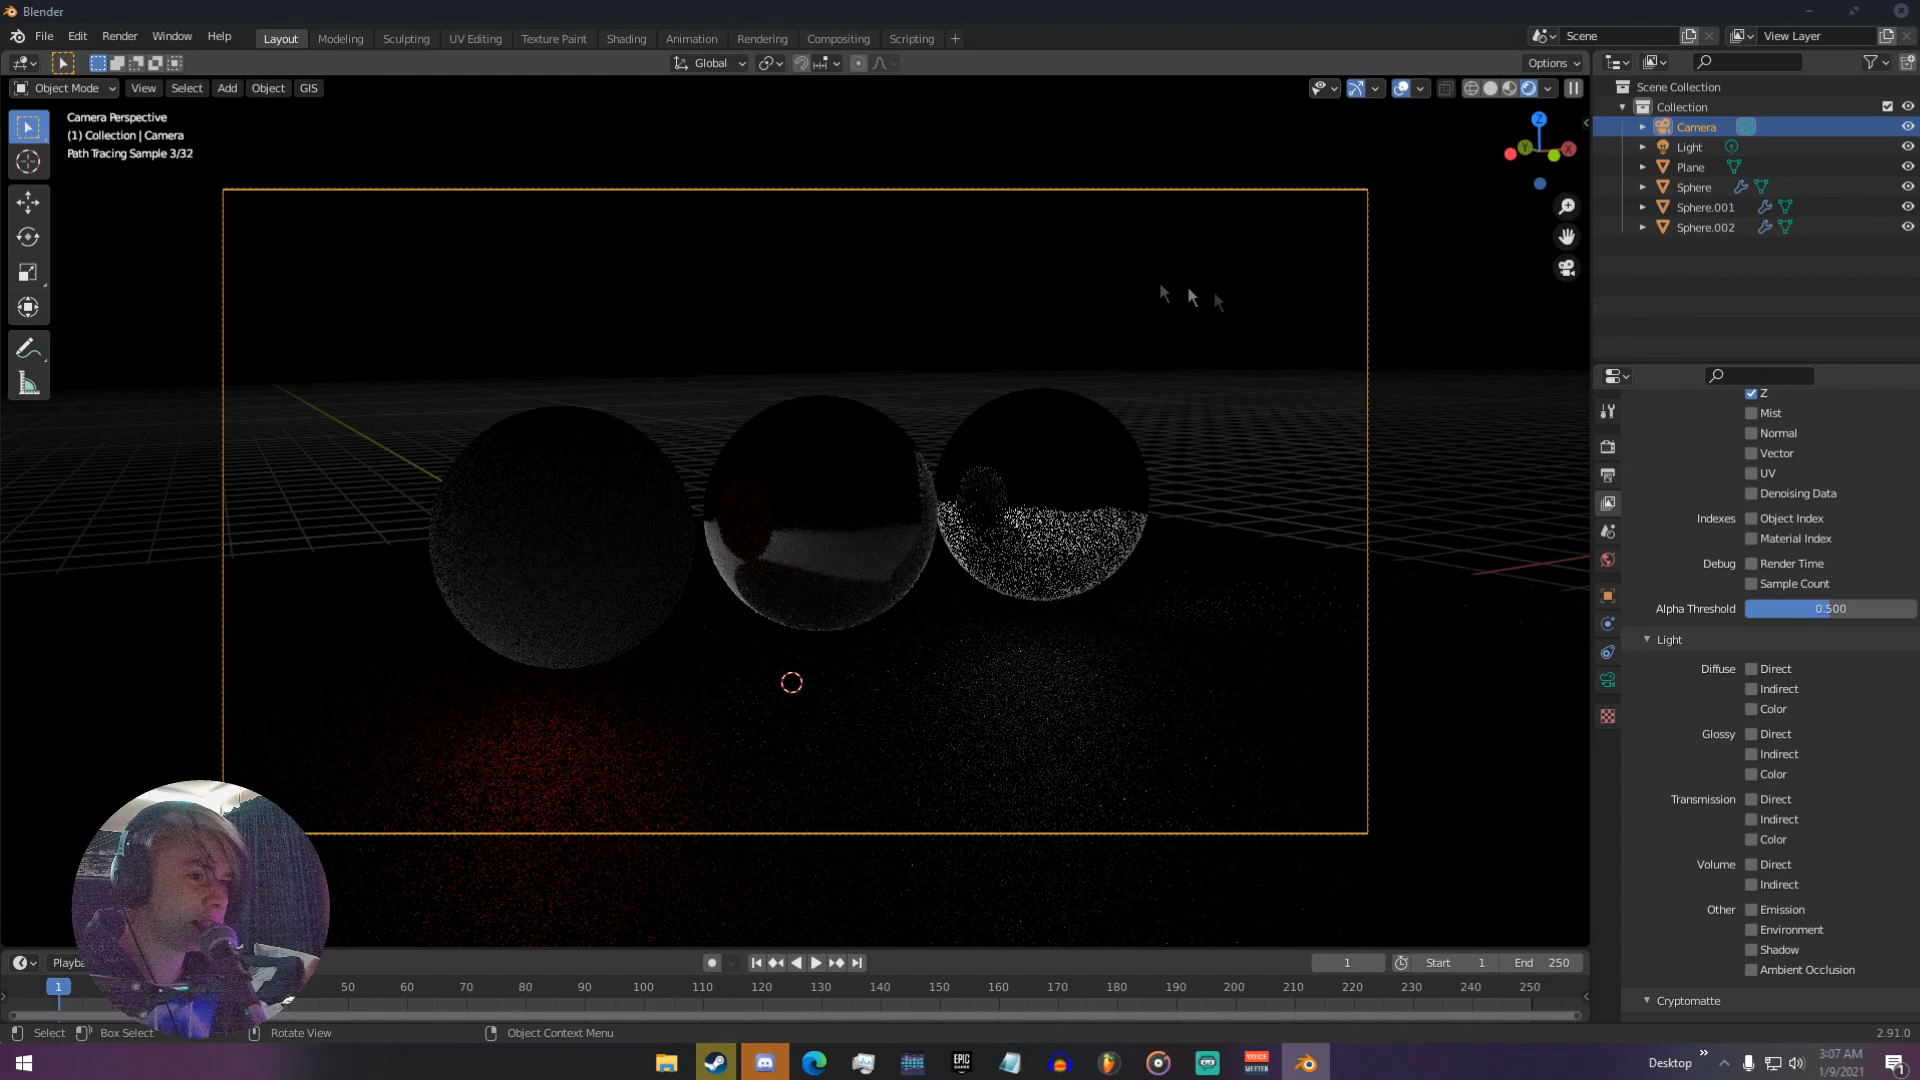 Blender
File Edit Render Window Help
Layout Modeling Sculpting UV Editing Texture Paint Shading Animation Rendering Compositing Scripting +
Scene
View Layer
Global
Options
Object Mode View Select Add Object GIS
Camera Perspective
(1) Collection | Camera
Path Tracing Sample 3/32
Z
Y
X
Scene Collection
Collection
Camera
Light
Plane
Sphere
Sphere.001
Sphere.002
Z
Mist
Normal
Vector
UV
Denoising Data
Indexes Object Index
Material Index
Debug Render Time
Sample Count
Alpha Threshold 0.500
Light
Diffuse Direct
Indirect
Color
Glossy Direct
Indirect
Color
Transmission Direct
Indirect
Color
Volume Direct
Indirect
Other Emission
Environment
Shadow
Ambient Occlusion
Cryptomatte
Playba
1 Start 1 End 250
1 50 60 70 80 90 100 110 120 130 140 150 160 170 180 190 200 210 220 230 240 250
Select Box Select Rotate View Object Context Menu 2.91.0
EPIC GAMES
VOICE MEETER
Desktop
3:07 AM
1/9/2021
1